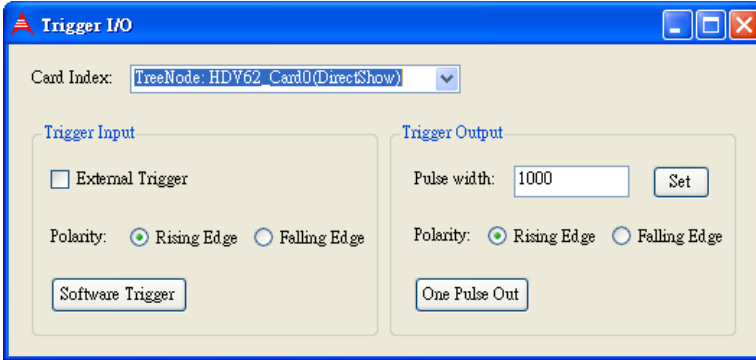 Trigger I/O
Card Index: TreeNode: HDV62_Card0(DirectShow)
Trigger Input
External Trigger
Polarity: Rising Edge Falling Edge
Software Trigger
Trigger Output
Pulse width: 1000 Set
Polarity: Rising Edge Falling Edge
One Pulse Out